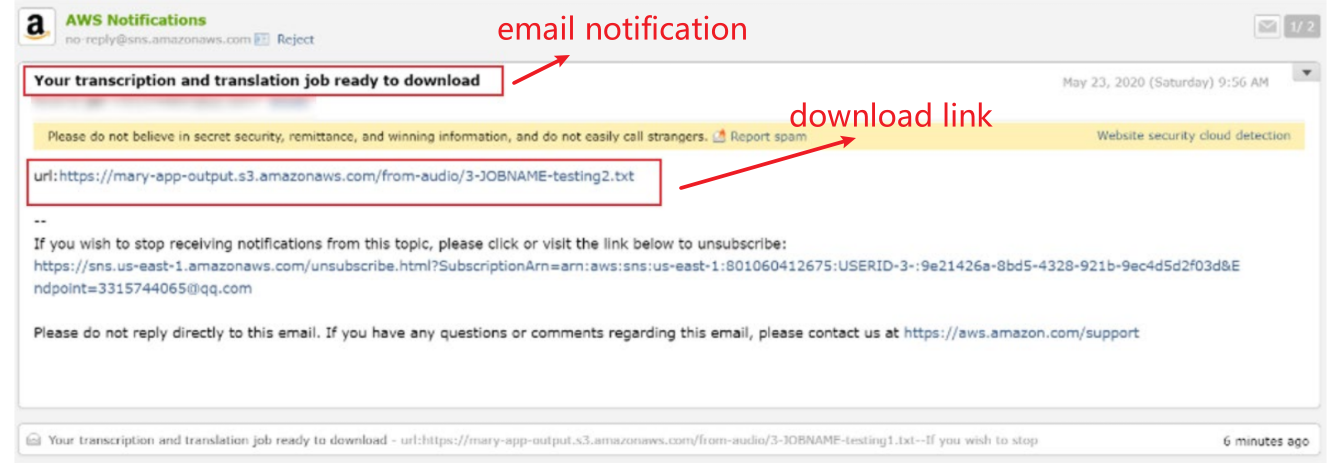 AWS Notifications
email notification
1/ 2
no-reply@sns.amazonaws.com Reject
Your transcription and translation job ready to download
May 23, 2020 (Saturday) 9:56 AM
download link
Please do not believe in secret security, remittance, and winning information, and do not easily call strangers. Report spam
Website security cloud detection
url:https://mary-app-output.s3.amazonaws.com/from-audio/3-JOBNAME-testing2.txt
--
If you wish to stop receiving notifications from this topic, please click or visit the link below to unsubscribe:
https://sns.us-east-1.amazonaws.com/unsubscribe.html?SubscriptionArn=arn:aws:sns:us-east-1:801060412675:USERID-3-:9e21426a-8bd5-4328-921b-9ec4d5d2f03d&E
ndpoint=3315744065@qq.com
Please do not reply directly to this email. If you have any questions or comments regarding this email, please contact us at https://aws.amazon.com/support
Your transcription and translation job ready to download - url:https://mary-app-output.s3.amazonaws.com/from-audio/3-JOBNAME-testing1.txt--If you wish to stop
6 minutes ago